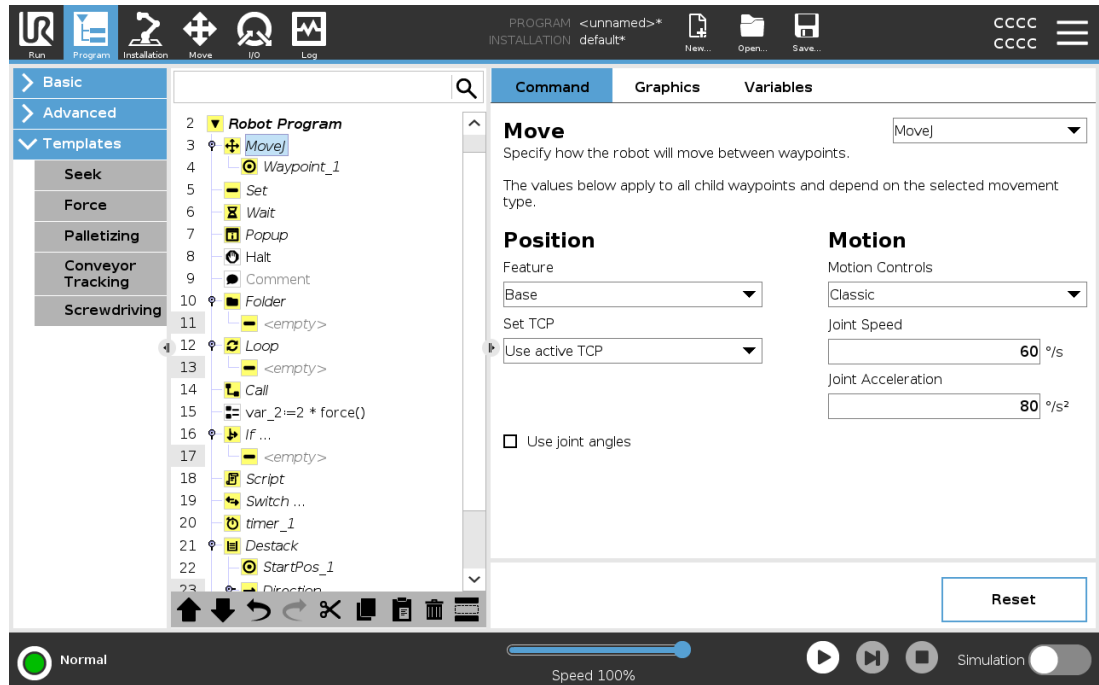 Run
Program
Installation
Move
I/O
Log
PROGRAM <unnamed>*
INSTALLATION default*
New...
Open...
Save...
CCCC
CCCC
Basic
Advanced
Templates
Seek
Force
Palletizing
Conveyor
Tracking
Screwdriving
2 Robot Program
3 MoveJ
4 Waypoint_1
5 Set
6 Wait
7 Popup
8 Halt
9 Comment
10 Folder
11 <empty>
12 Loop
13 <empty>
14 Call
15 var_2:=2 * force()
16 If ...
17 <empty>
18 Script
19 Switch ...
20 timer_1
21 Destack
22 StartPos_1
23 Direction
Command Graphics Variables
Move
MoveJ
Specify how the robot will move between waypoints.
The values below apply to all child waypoints and depend on the selected movement
type.
Position
Feature
Base
Set TCP
Use active TCP
Use joint angles
Motion
Motion Controls
Classic
Joint Speed
60 °/s
Joint Acceleration
80 °/s²
Reset
Normal
Speed 100%
Simulation